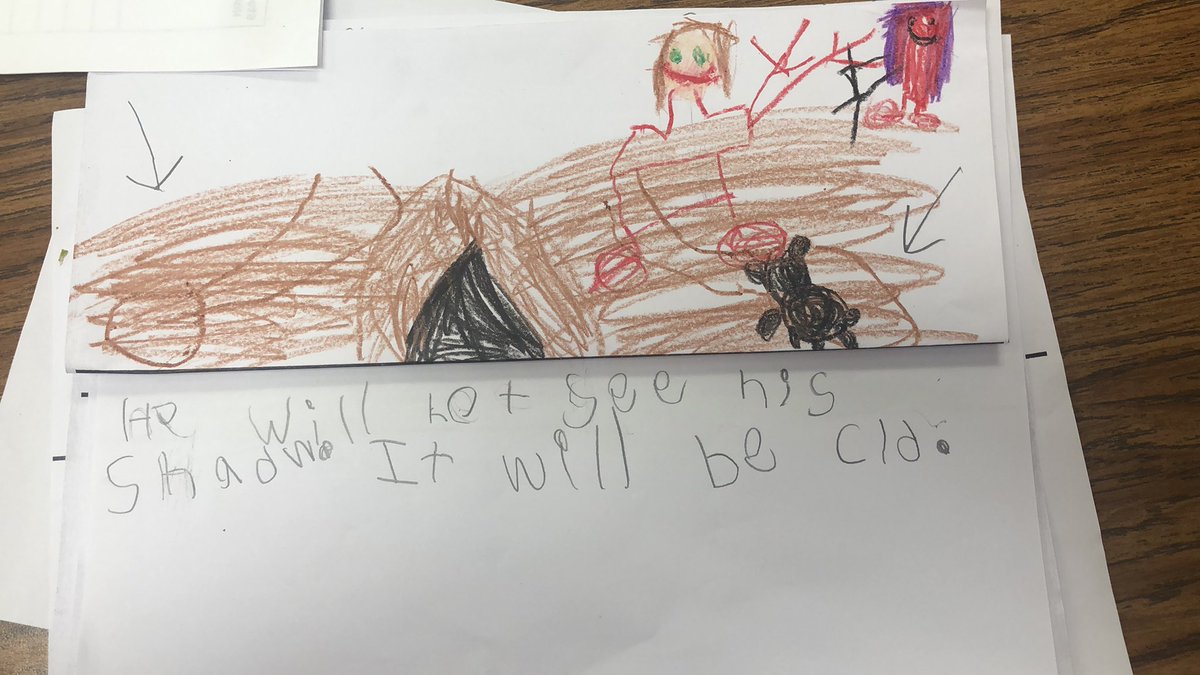 He will not see his
Shadw. It will be cld.